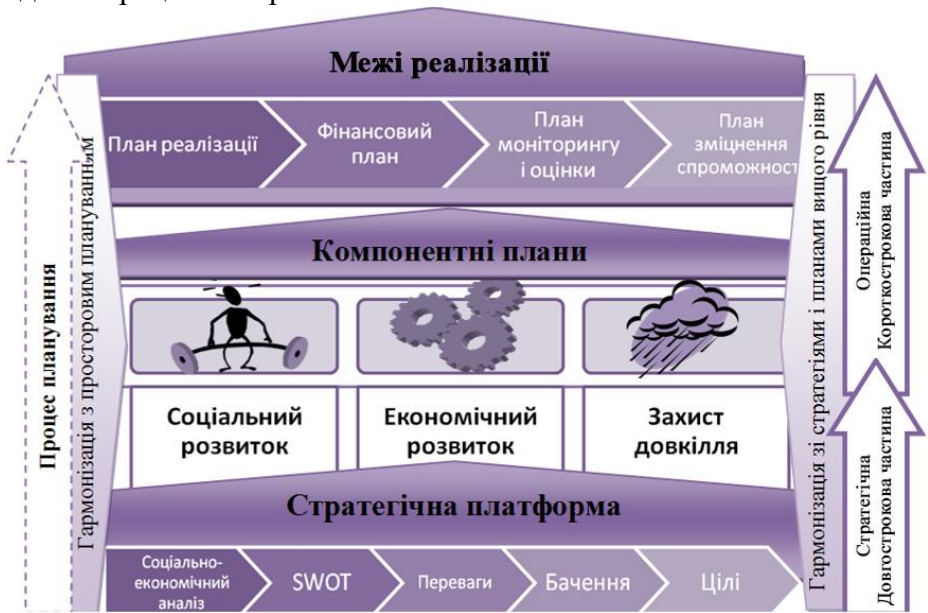 Межі реалізації
План реалізації
Фінансовий
план
План
моніторингу
і оцінки
План
зміцнення
спроможност
Компонентні плани
Соціальний
розвиток
Економічний
розвиток
Захист
довкілля
Стратегічна платформа
Соціально-
економічний
аналіз
SWOT
Переваги
Бачення
Цілі
Процес планування
Гармонізація з просторовим плануванням
Гармонізація зі стратегіями і планами вищого рівня
Операційна
Короткострокова частина
Стратегічна
Довгострокова частина